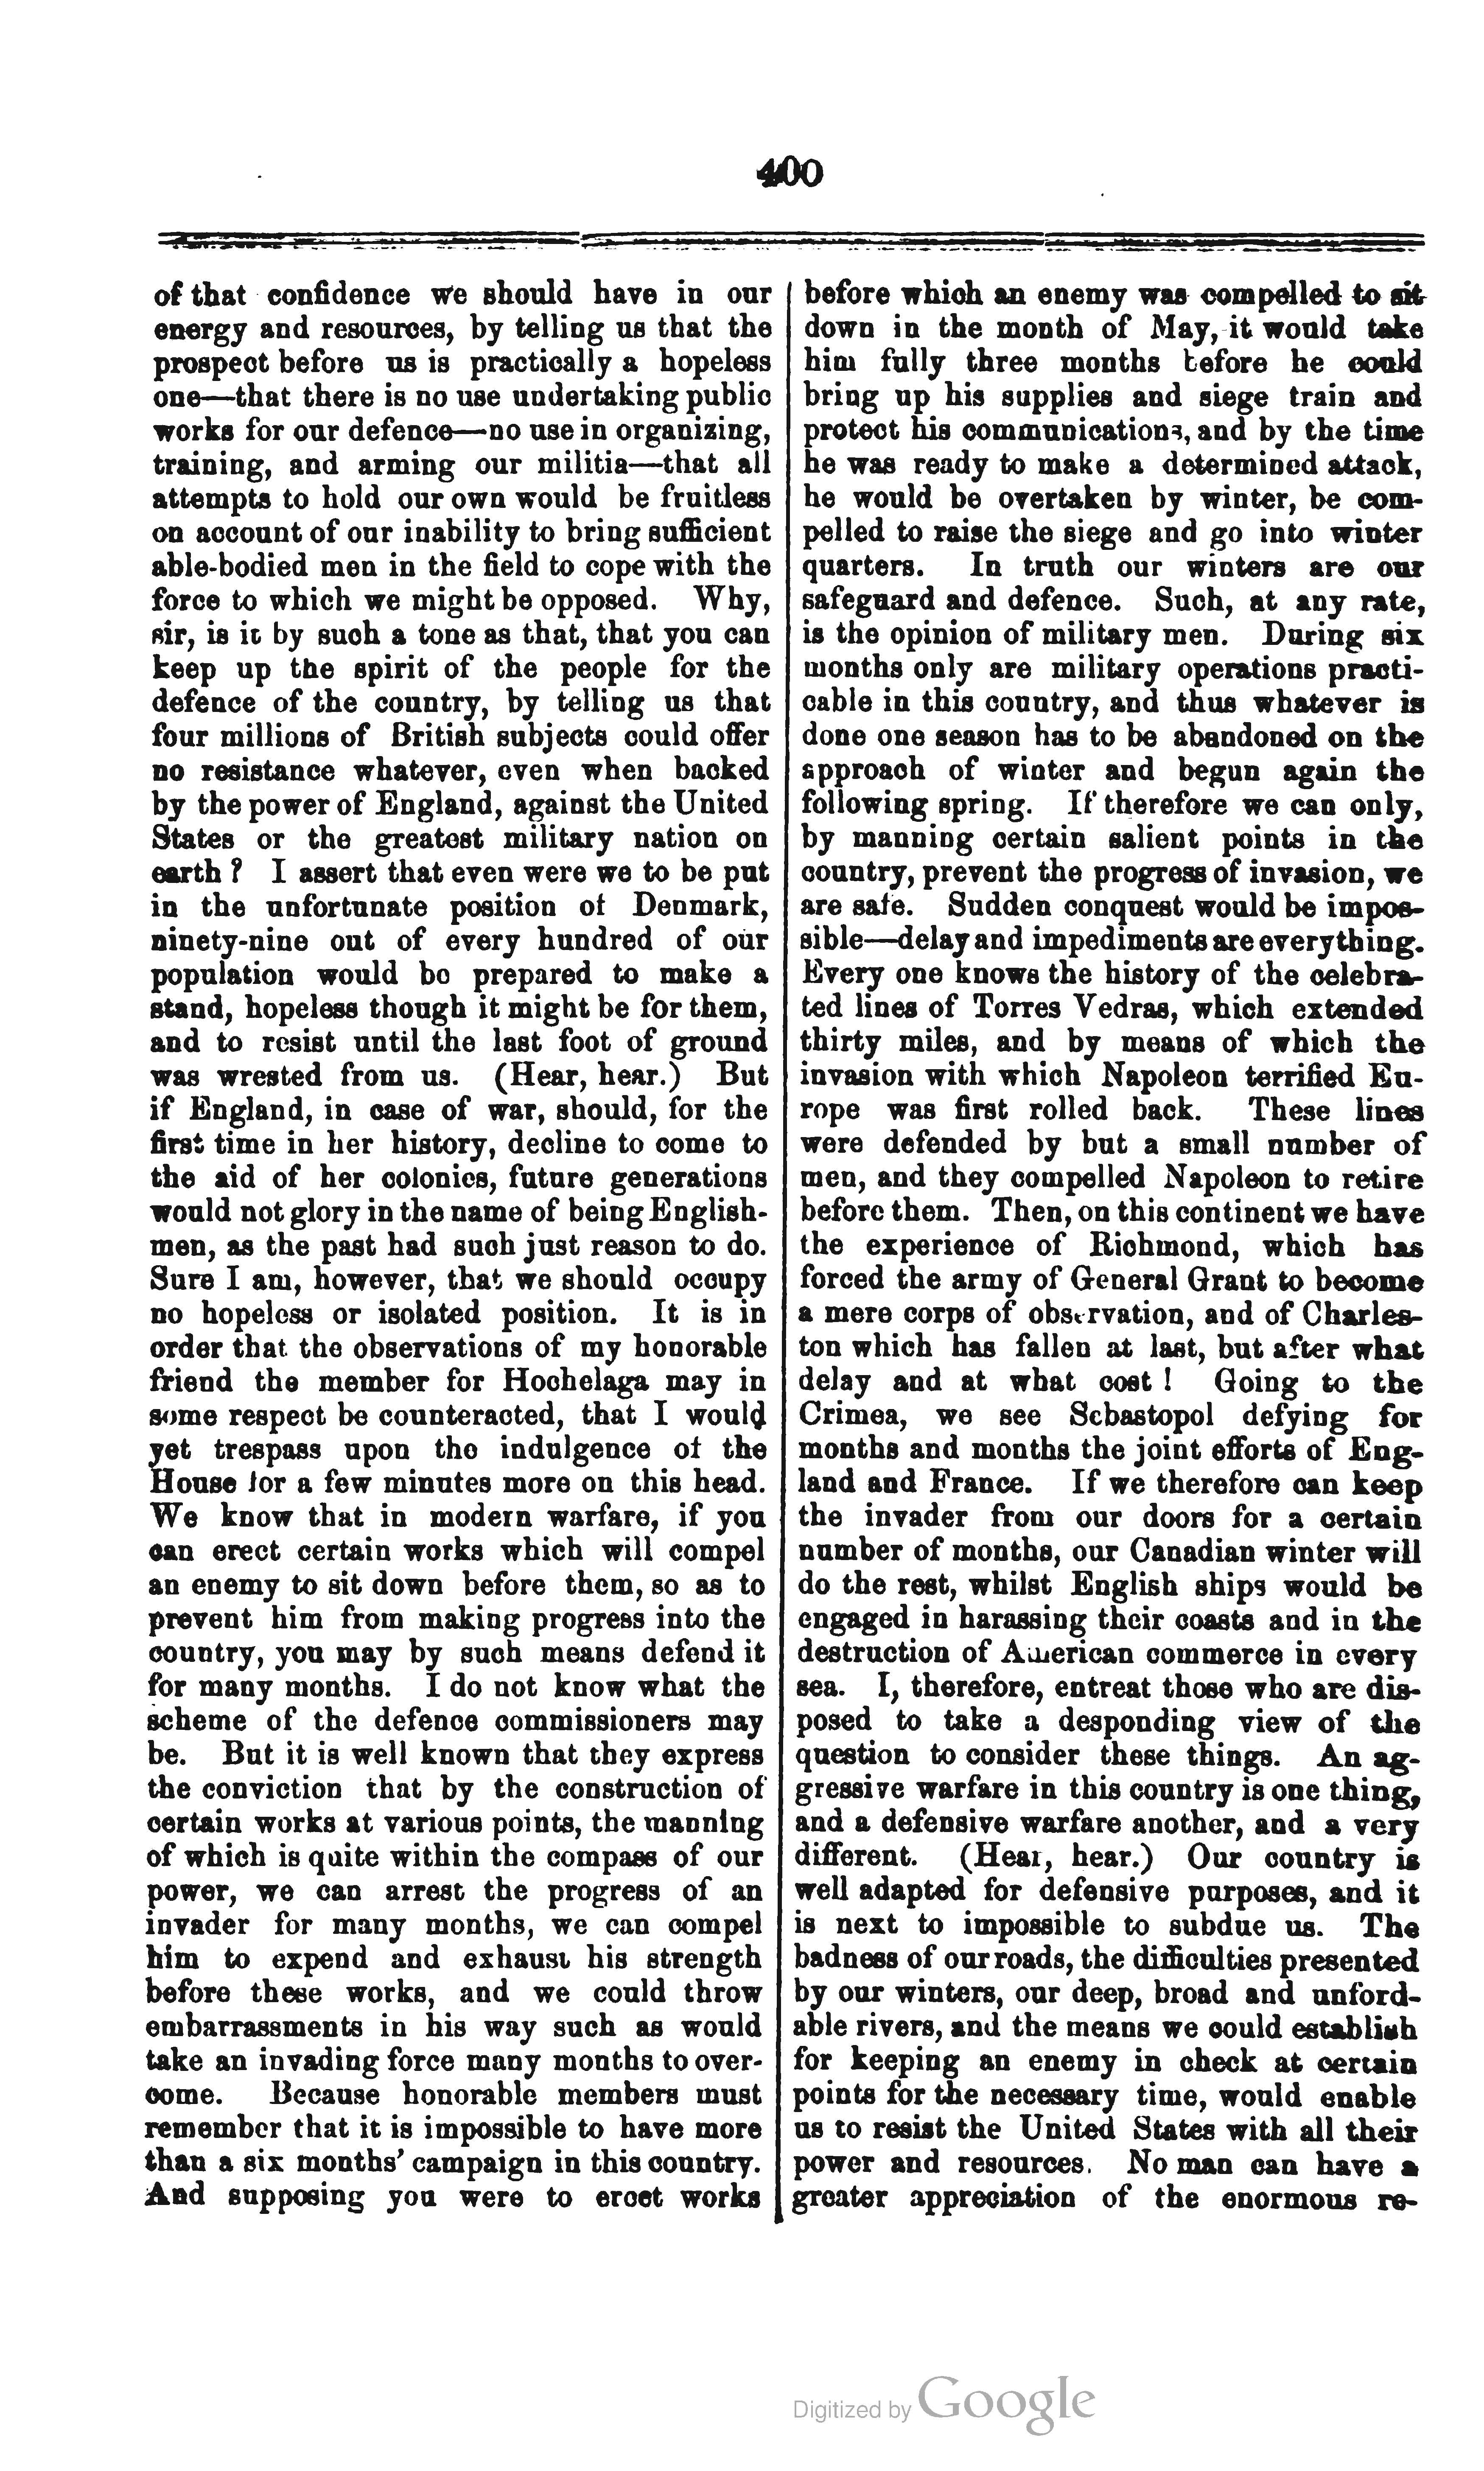 400
of that confidence we should have in our
energy and resources, by telling us that the
prospect before us is practically a hopeless
one—that there is no use undertaking public
works for our defence—no use in organizing,
training, and arming our militia—that all
attempts to hold our own would be fruitless
on account of our inability to bring sufficient
able-bodied men in the field to cope with the
force to which we might be opposed. Why,
sir, is it by such a tone as that, that you can
keep up the spirit of the people for the
defence of the country, by telling us that
four millions of British subjects could offer
no resistance whatever, even when backed
by the power of England, against the United
States or the greatest military nation on
earth? I assert that even were we to be put
in the unfortunate position of Denmark,
ninety-nine out of every hundred of our
population would be prepared to make a
stand, hopeless though it might be for them,
and to resist until the last foot of ground
was wrested from us. (Hear, hear.) But
if England, in case of war, should, for the
first time in her history, decline to come to
the aid of her colonies, future generations
would not glory in the name of being English-
men, as the past had such just reason to do.
Sure I am, however, that we should occupy
no hopeless or isolated position. It is in
order that the observations of my honorable
friend the member for Hochelaga may in
some respect be counteracted, that I would
yet trespass upon the indulgence of the
House for a few minutes more on this head.
We know that in modern warfare, if you
can erect certain works which will compel
an enemy to sit down before them, so as to
prevent him from making progress into the
country, you may by such means defend it
for many months. I do not know what the
scheme of the defence commissioners may
be. But it is well known that they express
the conviction that by the construction of
certain works at various points, the manning
of which is quite within the compass of our
power, we can arrest the progress of an
invader for many months, we can compel
him to expend and exhaust his strength
before these works, and we could throw
embarrassments in his way such as would
take an invading force many months to over-
come. Because honorable members must
remember that it is impossible to have more
than a six months' campaign in this country.
And supposing you were to erect works
before which an enemy was compelled to sit
down in the month of May, it would take
him fully three months before he could
bring up his supplies and siege train and
protect his communications, and by the time
he was ready to make a determined attack,
he would be overtaken by winter, be com-
pelled to raise the siege and go into winter
quarters. In truth our winters are our
safeguard and defence. Such, at any rate,
is the opinion of military men. During six
months only are military operations practi-
cable in this country, and thus whatever is
done one season has to be abandoned on the
approach of winter and begun again the
following spring. If therefore we can only,
by manning certain salient points in the
country, prevent the progress of invasion, we
are safe. Sudden conquest would be impos-
sible—delay and impediments are everything.
Every one knows the history of the celebra-
ted lines of Torres Vedras, which extended
thirty miles, and by means of which the
invasion with which Napoleon terrified Eu-
rope was first rolled back. These lines
were defended by but a small number of
men, and they compelled Napoleon to retire
before them. Then, on this continent we have
the experience of Richmond, which has
forced the army of General Grant to become
a mere corps of observation, and of Charles-
ton which has fallen at last, but after what
delay and at what cost! Going to the
Crimea, we see Sebastopol defying for
months and months the joint efforts of Eng-
land and France. If we therefore can keep
the invader from our doors for a certain
number of months, our Canadian winter will
do the rest, whilst English ships would be
engaged in harassing their coasts and in the
destruction of American commerce in every
sea. I, therefore, entreat those who are dis-
posed to take a desponding view of the
question to consider these things. An ag-
gressive warfare in this country is one thing,
and a defensive warfare another, and a very
different. (Hear, hear.) Our country is
well adapted for defensive purposes, and it
is next to impossible to subdue us. The
badness of our roads, the difficulties presented
by our winters, our deep, broad and unford-
able rivers, and the means we could establish
for keeping an enemy in check at certain
points for the necessary time, would enable
us to resist the United States with all their
power and resources. No man can have a
greater appreciation of the enormous re-
Digitized by Google